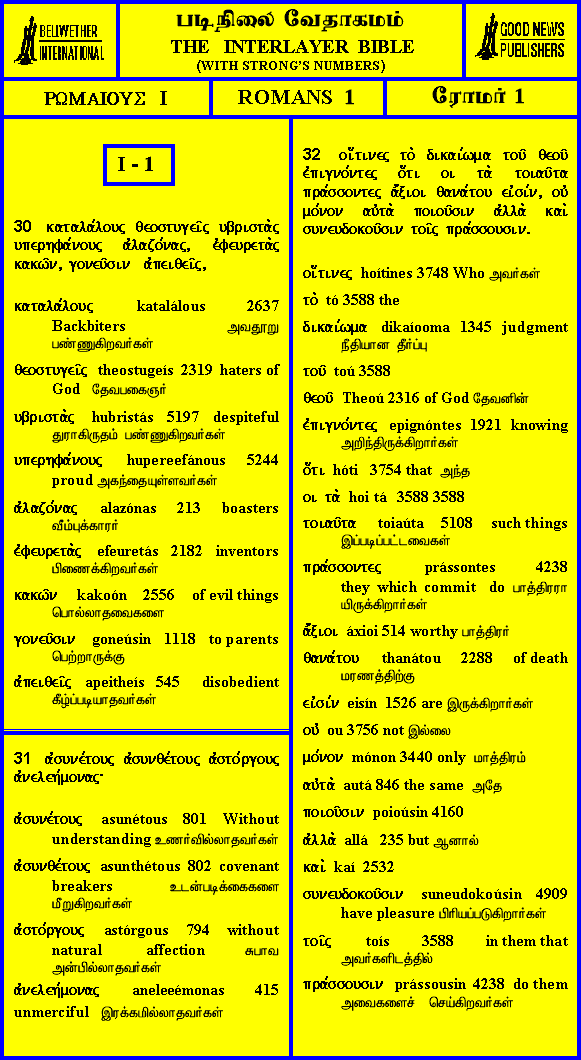 BELLWETHER
INTERNATIONAL
படிநிலை வேதாகமம்
THE INTERLAYER BIBLE
(WITH STRONG'S NUMBERS)
GOOD NEWS
PUBLISHERS
ΡΩΜΑΙΟΥΣ Ι
ROMANS 1
ரோமர் 1
I - 1
30 καταλάλους θεοστυγεῖς υβριστὰς
υπερηφάνους ἀλαζόνας, ἐφευρετὰς
κακῶν, γονεῦσιν ἀπειθεῖς,
καταλάλους katalálous 2637
Backbiters அவதூறு
பண்ணுகிறவர்கள்
θεοστυγεῖς theostugeís 2319 haters of
God தேவபகைஞர்
υβριστὰς hubristás 5197 despiteful
துராகிருதம் பண்ணுகிறவர்கள்
υπερηφάνους hupereefánous 5244
proud அகந்தையுள்ளவர்கள்
ἀλαζόνας alazónas 213 boasters
வீம்புக்காரர்
ἐφευρετὰς efeuretás 2182 inventors
பிணைக்கிறவர்கள்
κακῶν kakoón 2556 of evil things
பொல்லாதவைகளை
γονεῦσιν goneúsin 1118 to parents
பெற்றாருக்கு
ἀπειθεῖς apeitheís 545 disobedient
கீழ்ப்படியாதவர்கள்
31 ἀσυνέτους ἀσυνθέτους ἀστόργους
ἀνελεήμονας·
ἀσυνέτους asunétous 801 Without
understanding உணர்வில்லாதவர்கள்
ἀσυνθέτους asunthétous 802 covenant
breakers உடன்படிக்கைகளை
மீறுகிறவர்கள்
ἀστόργους astórgous 794 without
natural affection சுபாவ
அன்பில்லாதவர்கள்
ἀνελεήμονας aneleeémonas 415
unmerciful இரக்கமில்லாதவர்கள்
32 οἵτινες τὸ δικαίωμα τοῦ θεοῦ
ἐπιγνόντες ὅτι οι τὰ τοιαῦτα
πράσσοντες ἄξιοι θανάτου εἰσίν, οὐ
μόνον αὐτὰ ποιοῦσιν ἀλλὰ καὶ
συνευδοκοῦσιν τοῖς πράσσουσιν.
οἵτινες hoítines 3748 Who அவர்கள்
τὸ tó 3588 the
δικαίωμα dikaíooma 1345 judgment
நீதியான தீர்ப்பு
τοῦ toú 3588
θεοῦ Theoú 2316 of God தேவனின்
ἐπιγνόντες epignóntes 1921 knowing
அறிந்திருக்கிறார்கள்
ὅτι hóti 3754 that அந்த
οι τὰ hoi tá 3588 3588
τοιαῦτα toiaúta 5108 such things
இப்படிப்பட்டவைகள்
πράσσοντες prássontes 4238
they which commit do பாத்திரரா
யிருக்கிறார்கள்
ἄξιοι áxioi 514 worthy பாத்திரர்
θανάτου thanátou 2288 of death
மரணத்திற்கு
εἰσίν eisín 1526 are இருக்கிறார்கள்
οὐ ou 3756 not இல்லை
μόνον mónon 3440 only மாத்திரம்
αὐτὰ autá 846 the same அதே
ποιοῦσιν poioúsin 4160
ἀλλὰ allá 235 but ஆனால்
καὶ kaí 2532
συνευδοκοῦσιν suneudokoúsin 4909
have pleasure பிரியப்படுகிறார்கள்
τοῖς toís 3588 in them that
அவர்களிடத்தில்
πράσσουσιν prássousin 4238 do them
அவைகளைச் செய்கிறவர்கள்